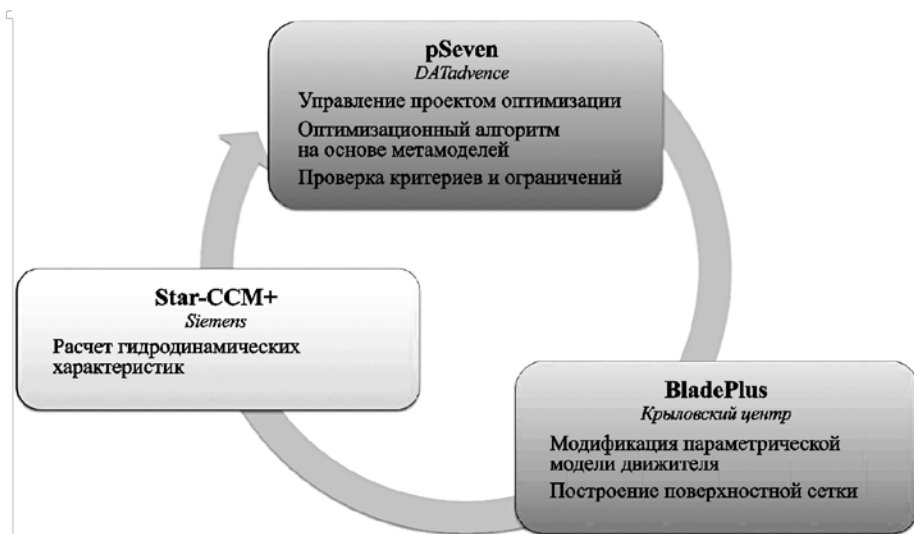 pSeven
DATadvence
Управление проектом оптимизации
Оптимизационный алгоритм
на основе метамоделей
Проверка критериев и ограничений
Star-CCM+
Siemens
Расчет гидродинамических
характеристик
BladePlus
Крыловский центр
Модификация параметрической
модели движителя
Построение поверхностной сетки